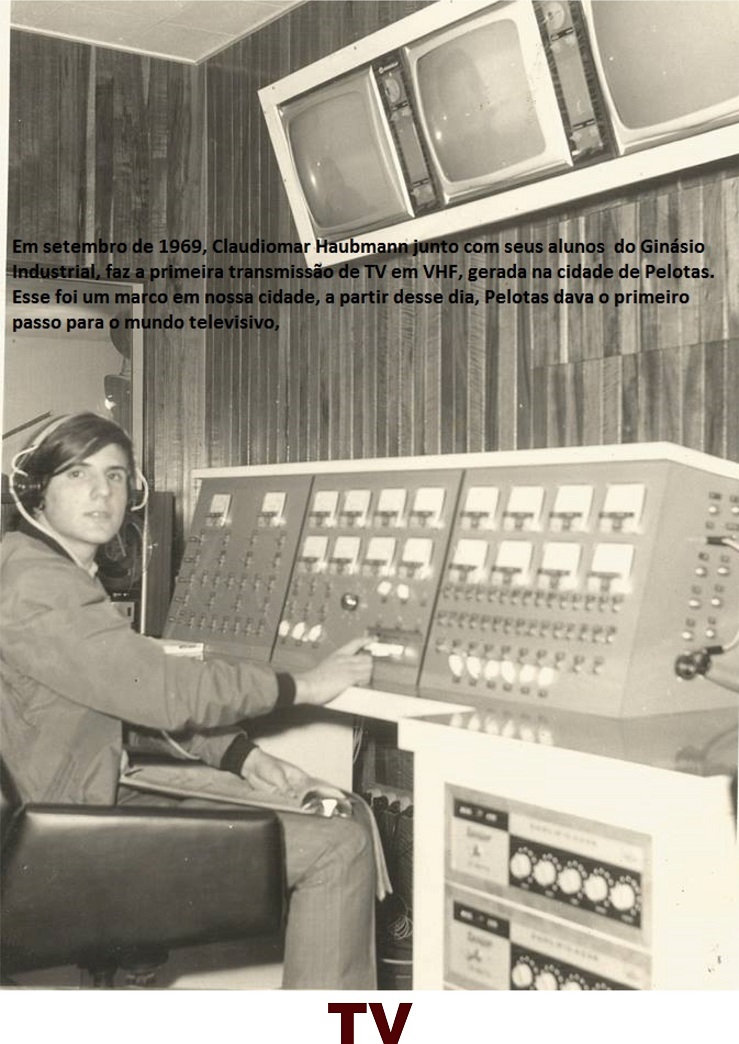 Em setembro de 1969, Claudiomar Haubmann junto com seus alunos do Ginásio
Industrial, faz a primeira transmissão de TV em VHF, gerada na cidade de Pelotas.
Esse foi um marco em nossa cidade, a partir desse dia, Pelotas dava o primeiro
passo para o mundo televisivo,
TV